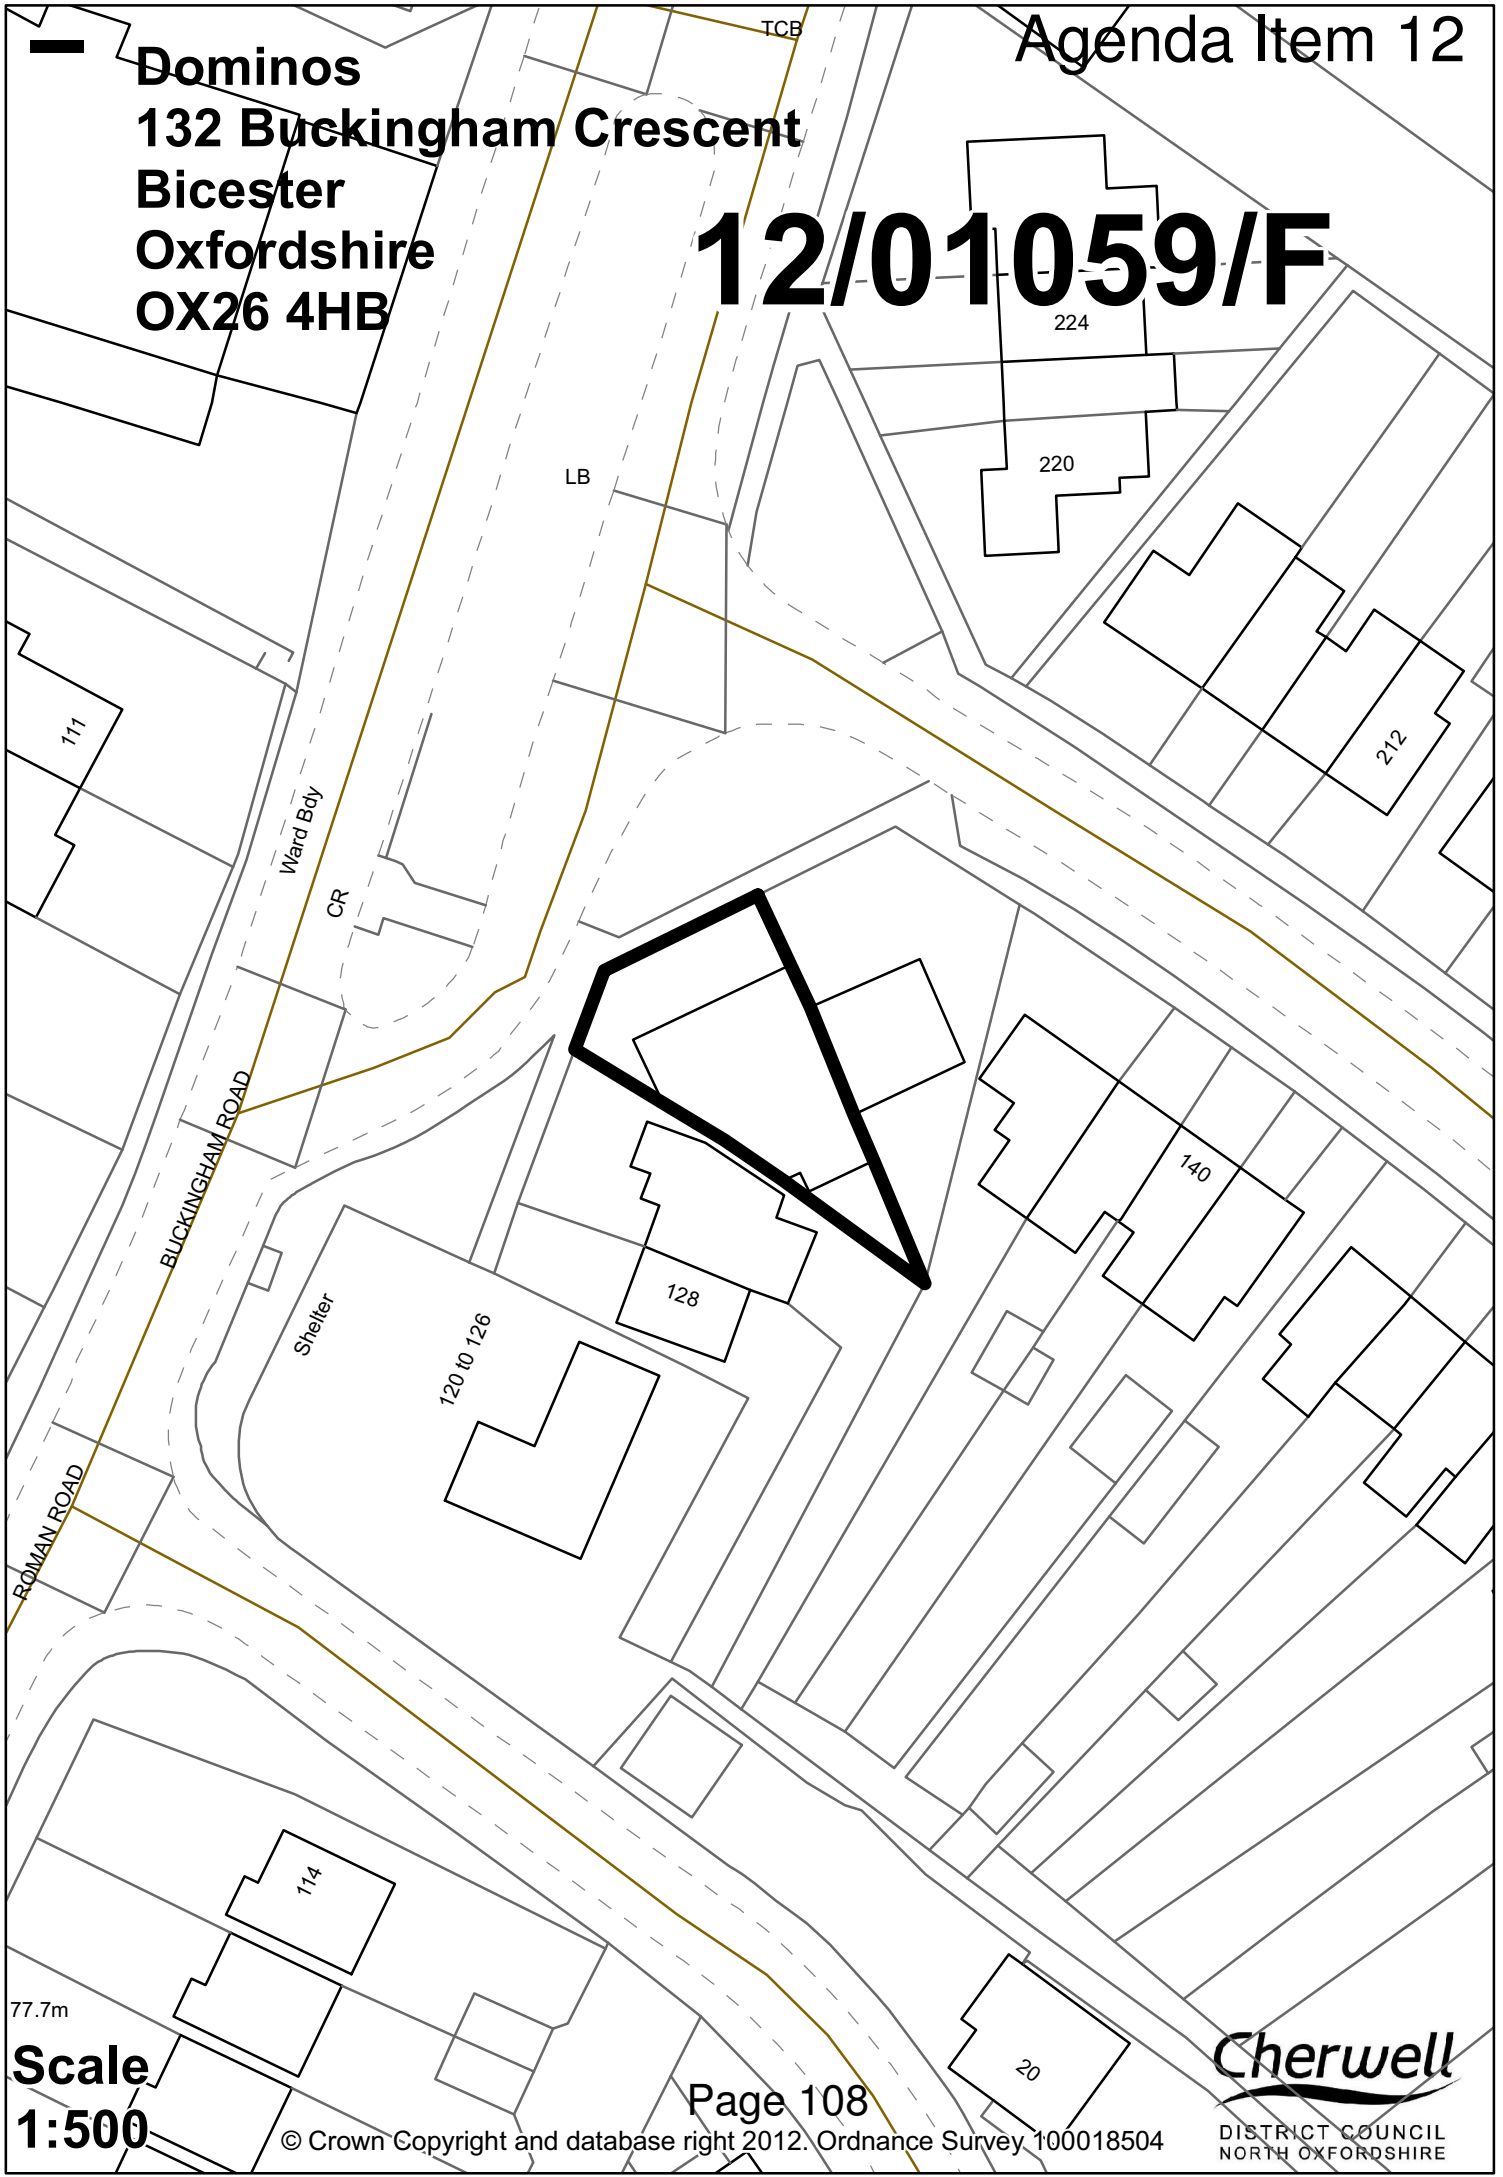 Agenda Item 12
Dominos
132 Buckingham Crescent
Bicester
Oxfordshire
OX26 4HB
12/01059/F
TCB
224
220
LB
111
212
Ward Bdy
CR
BUCKINGHAM ROAD
140
128
Shelter
120 to 126
ROMAN ROAD
114
77.7m
20
Scale
1:500
Page 108
© Crown Copyright and database right 2012. Ordnance Survey 100018504
Cherwell
DISTRICT COUNCIL
NORTH OXFORDSHIRE